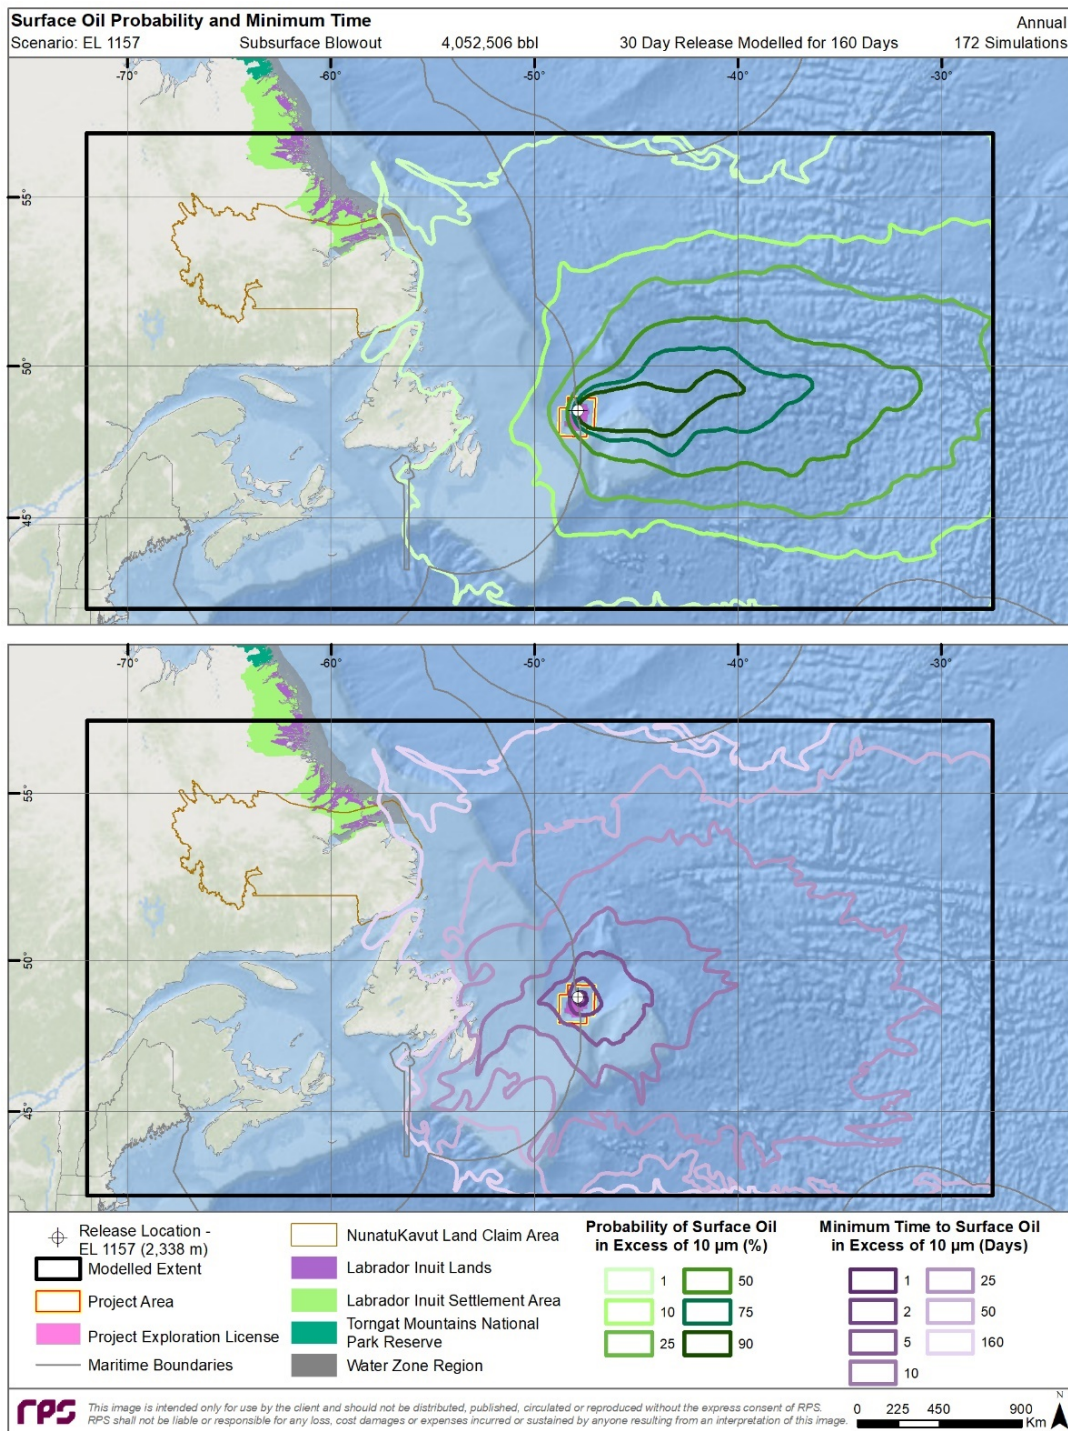 Surface Oil Probability and Minimum Time Annual
Scenario: EL 1157 Subsurface Blowout 4,052,506 bbl 30 Day Release Modelled for 160 Days 172 Simulations
-70° -60° -50° -40° -30°
55°
50°
45°
-70° -60° -50° -40° -30°
55°
50°
45°
Release Location -
EL 1157 (2,338 m)
Modelled Extent
Project Area
Project Exploration License
Maritime Boundaries
NunatuKavut Land Claim Area
Labrador Inuit Lands
Labrador Inuit Settlement Area
Torngat Mountains National
Park Reserve
Water Zone Region
Probability of Surface Oil
in Excess of 10 µm (%)
1 50
10 75
25 90
Minimum Time to Surface Oil
in Excess of 10 µm (Days)
1 25
2 50
5 160
10
rps
This image is intended only for use by the client and should not be distributed, published, circulated or reproduced without the express consent of RPS.
RPS shall not be liable or responsible for any loss, cost damages or expenses incurred or sustained by anyone resulting from an interpretation of this image.
0 225 450 900
Km
N